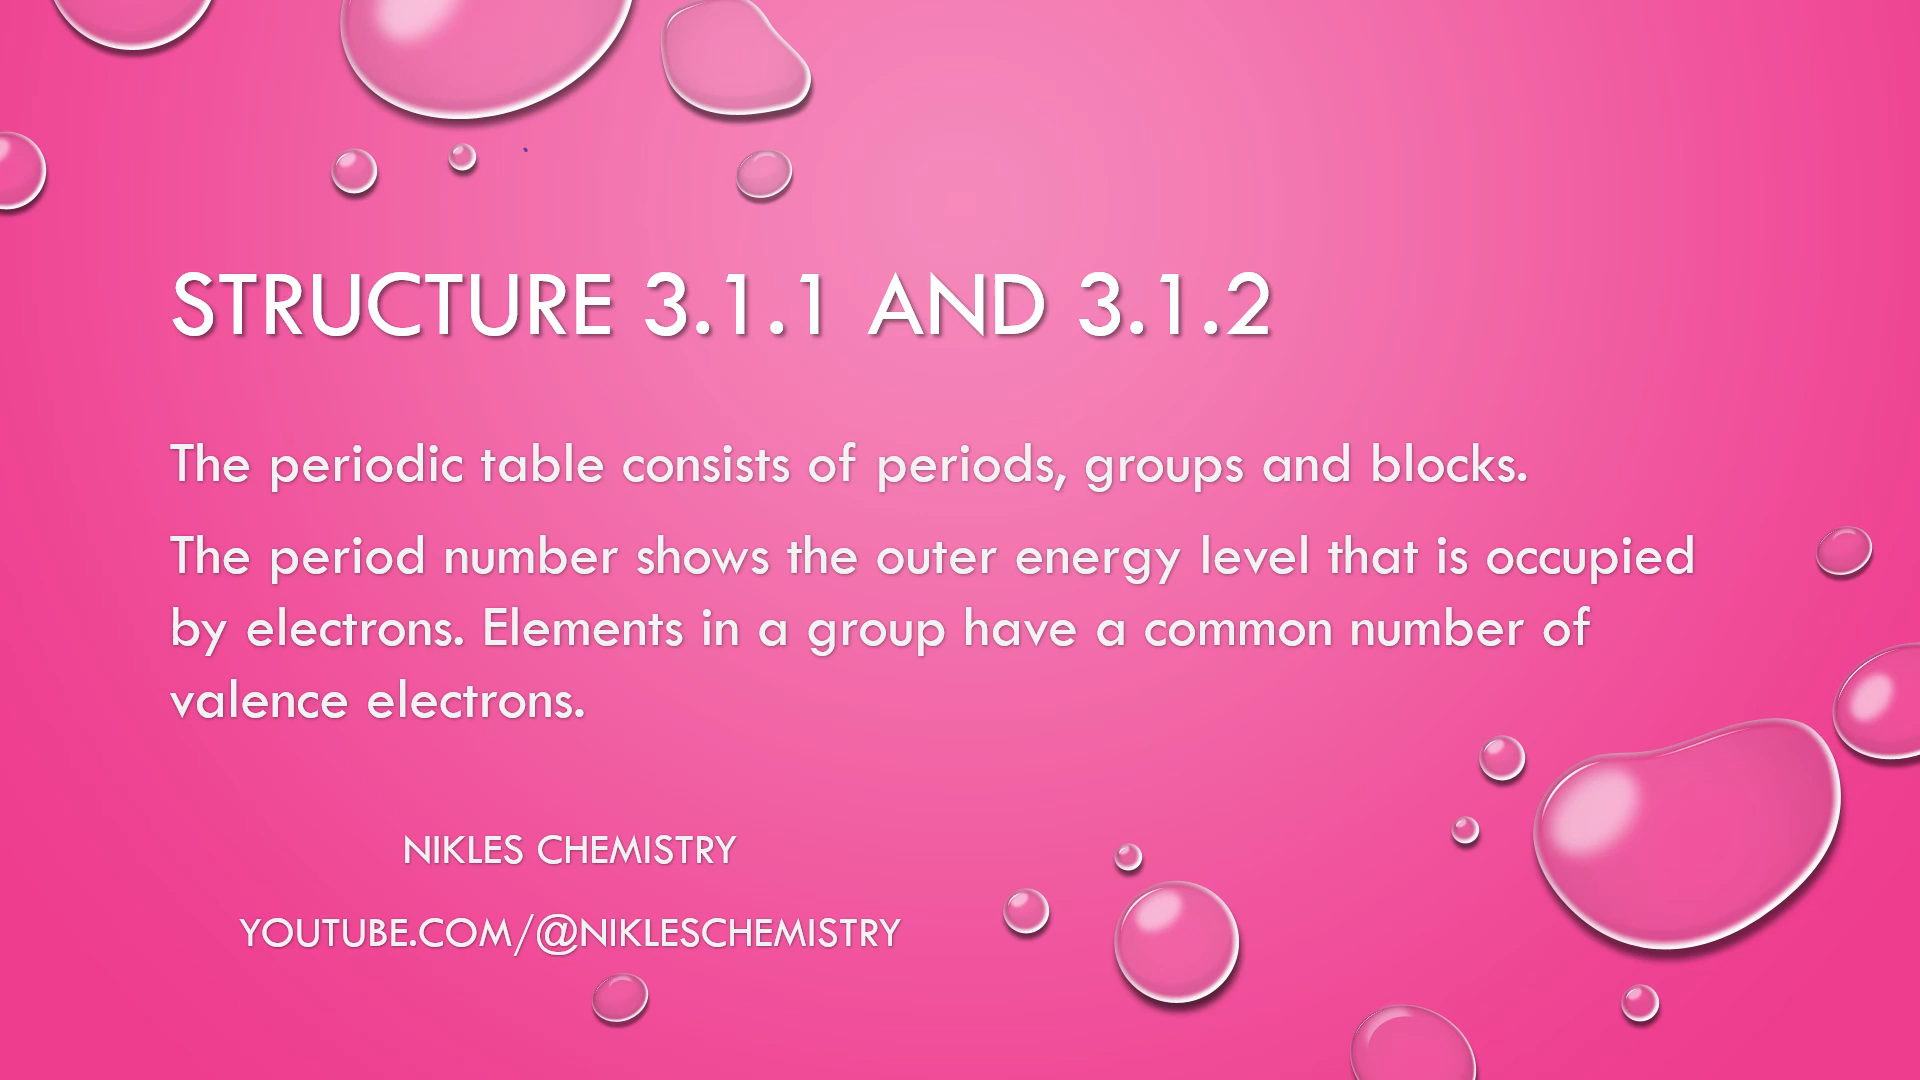 STRUCTURE 3.1.1 AND 3.1.2
The periodic table consists of periods, groups and blocks.
The period number shows the outer energy level that is occupied
by electrons. Elements in a group have a common number of
valence electrons.
NIKLES CHEMISTRY
YOUTUBE.COM/@NIKLESCHEMISTRY